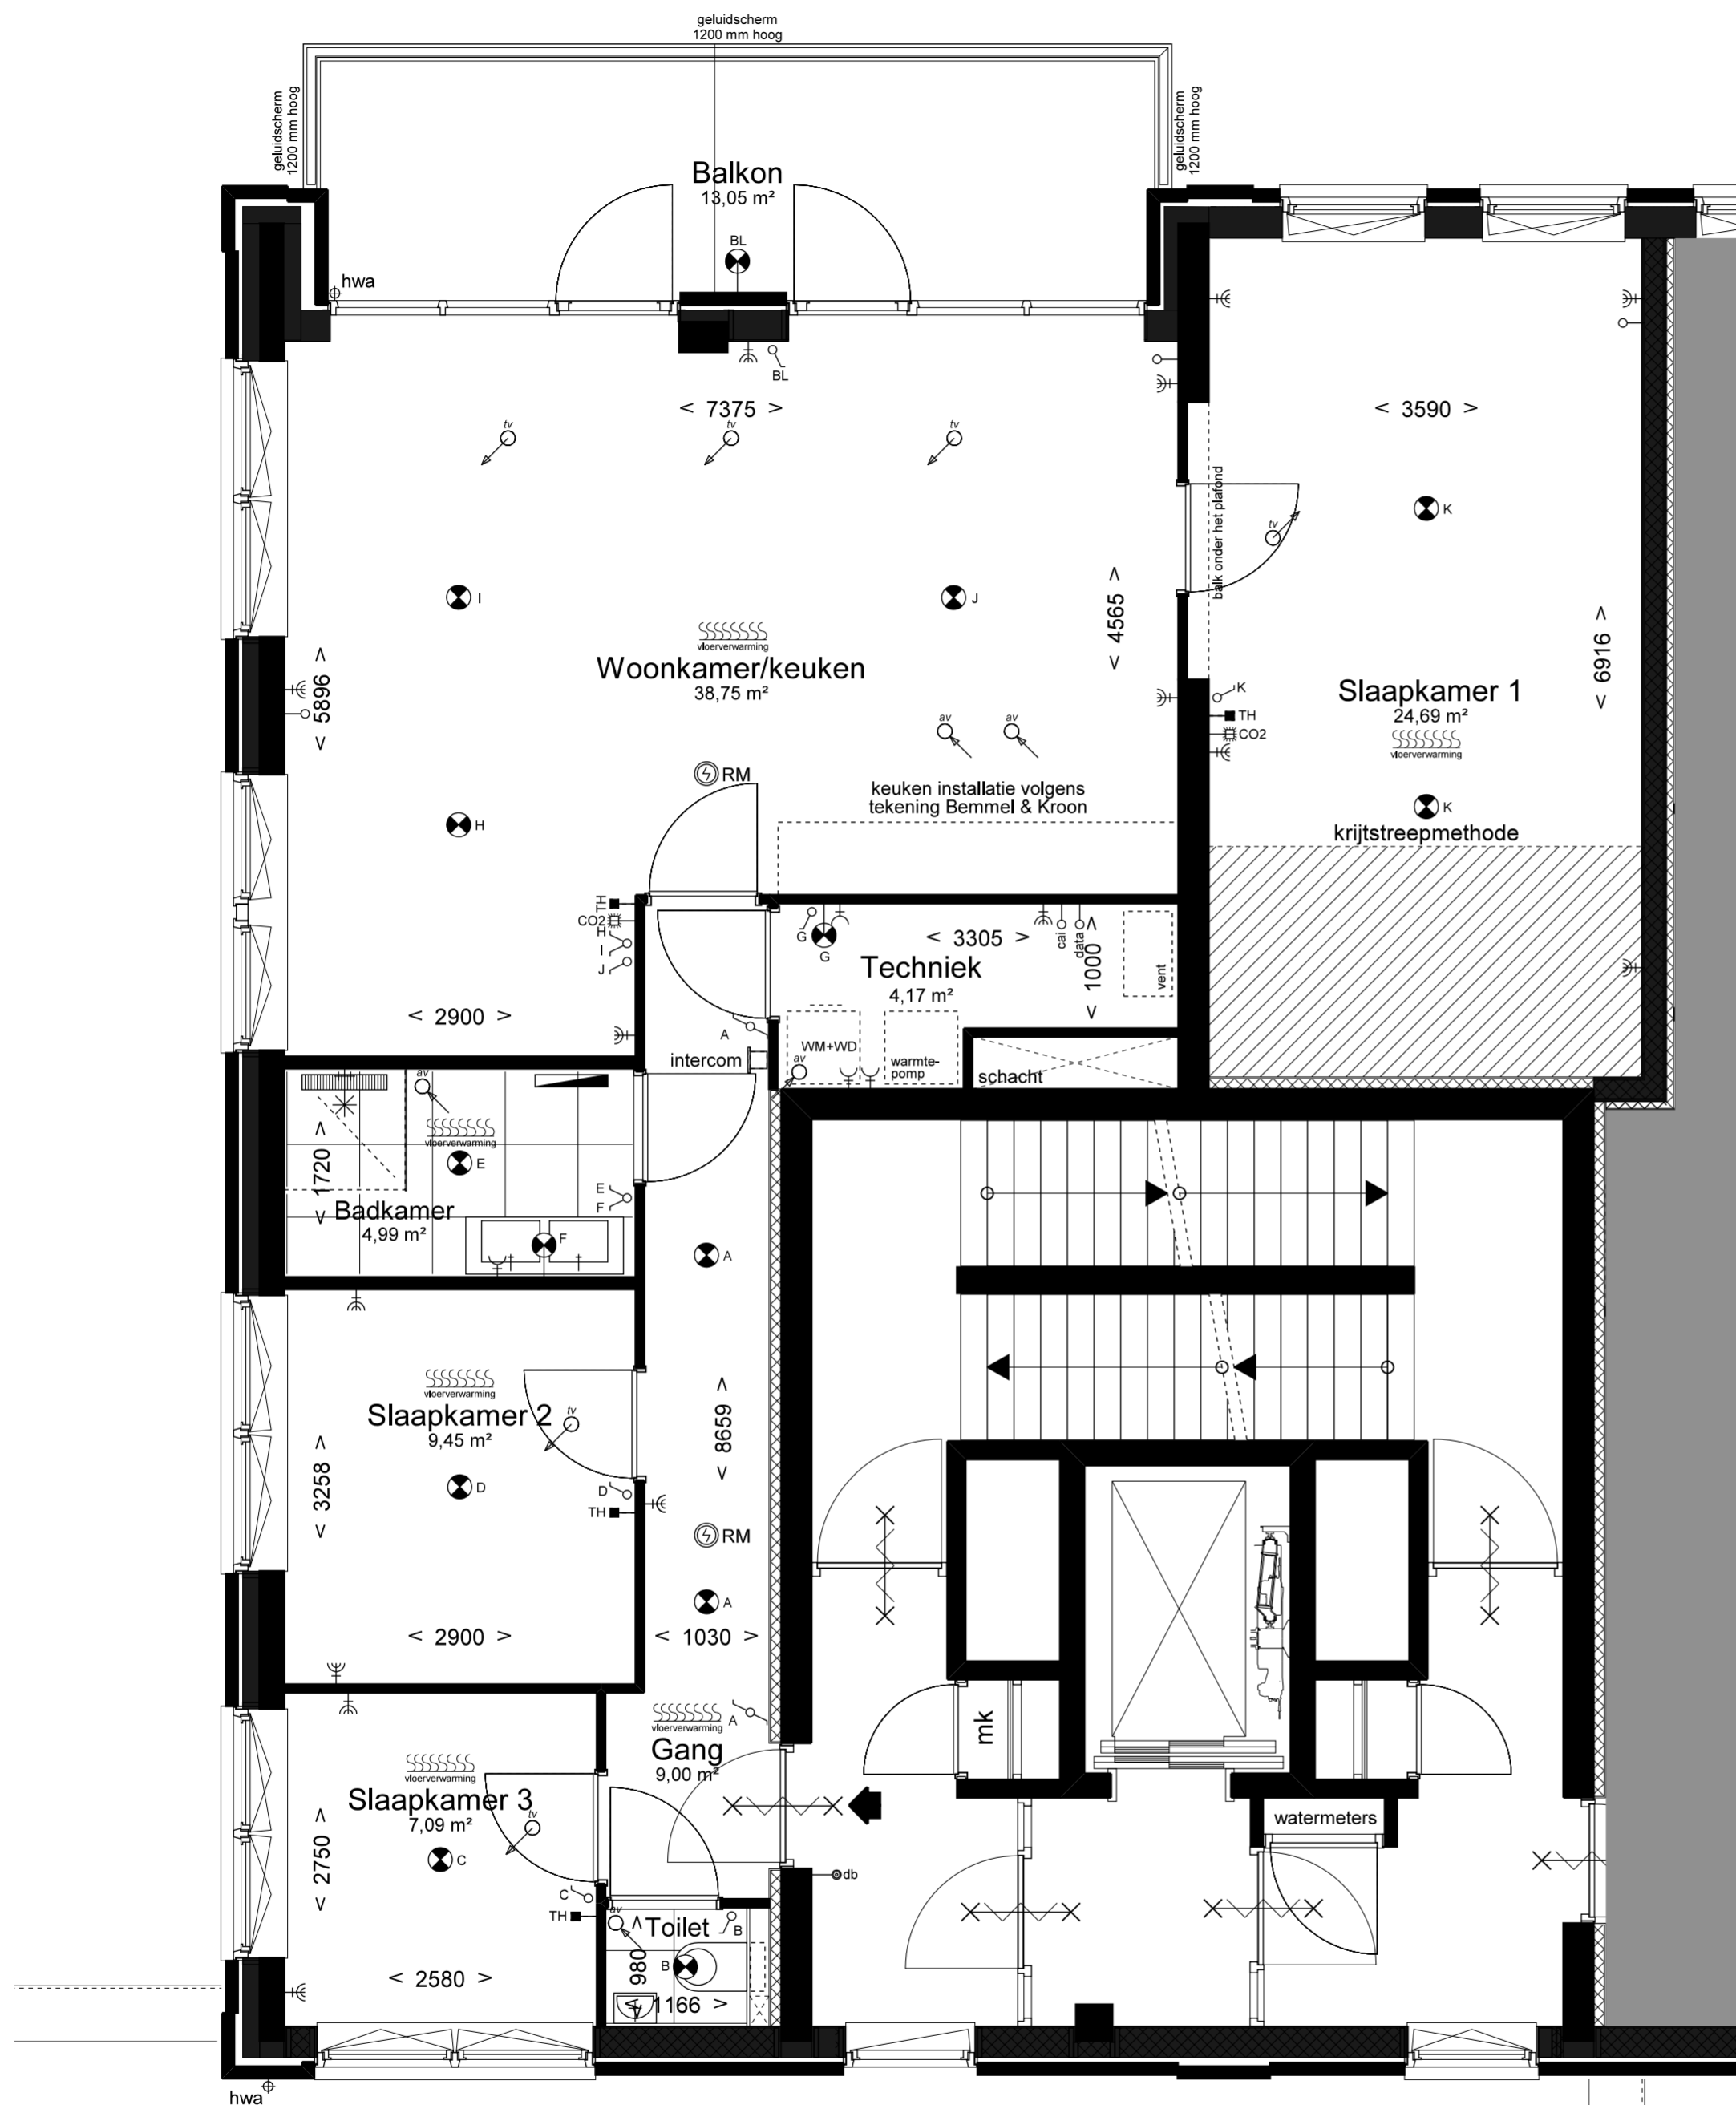 geluidscherm
1200 mm hoog
geluidscherm
1200 mm hoog
geluidscherm
1200 mm hoog
Balkon
13,05 m²
BL
hwa
BL
< 7375 >
< 3590 >
tv
tv
tv
K
tv
balk onder het plafond
I
J
< 4565 >
vloerverwarming
Woonkamer/keuken
38,75 m²
< 5896 >
< 6916 >
Slaapkamer 1
24,69 m²
vloerverwarming
K
TH
CO2
av
av
RM
keuken installatie volgens
tekening Bemmel & Kroon
H
K
krijtstreepmethode
TH
CO2
H
I
J
G
G
< 3305 >
cai
data
< 1000 >
vent
Techniek
4,17 m²
< 2900 >
A
WM+WD
warmte-
pomp
intercom
av
schacht
av
vloerverwarming
E
< 1720 >
E
F
Badkamer
4,99 m²
F
A
vloerverwarming
Slaapkamer 2
9,45 m²
tv
< 8659 >
< 3258 >
D
D
TH
RM
A
< 2900 >
< 1030 >
vloerverwarming
A
mk
Gang
9,00 m²
vloerverwarming
Slaapkamer 3
7,09 m²
tv
watermeters
C
< 2750 >
db
C
TH
av
Toilet
B
B
< 980 >
< 2580 >
< 1166 >
hwa